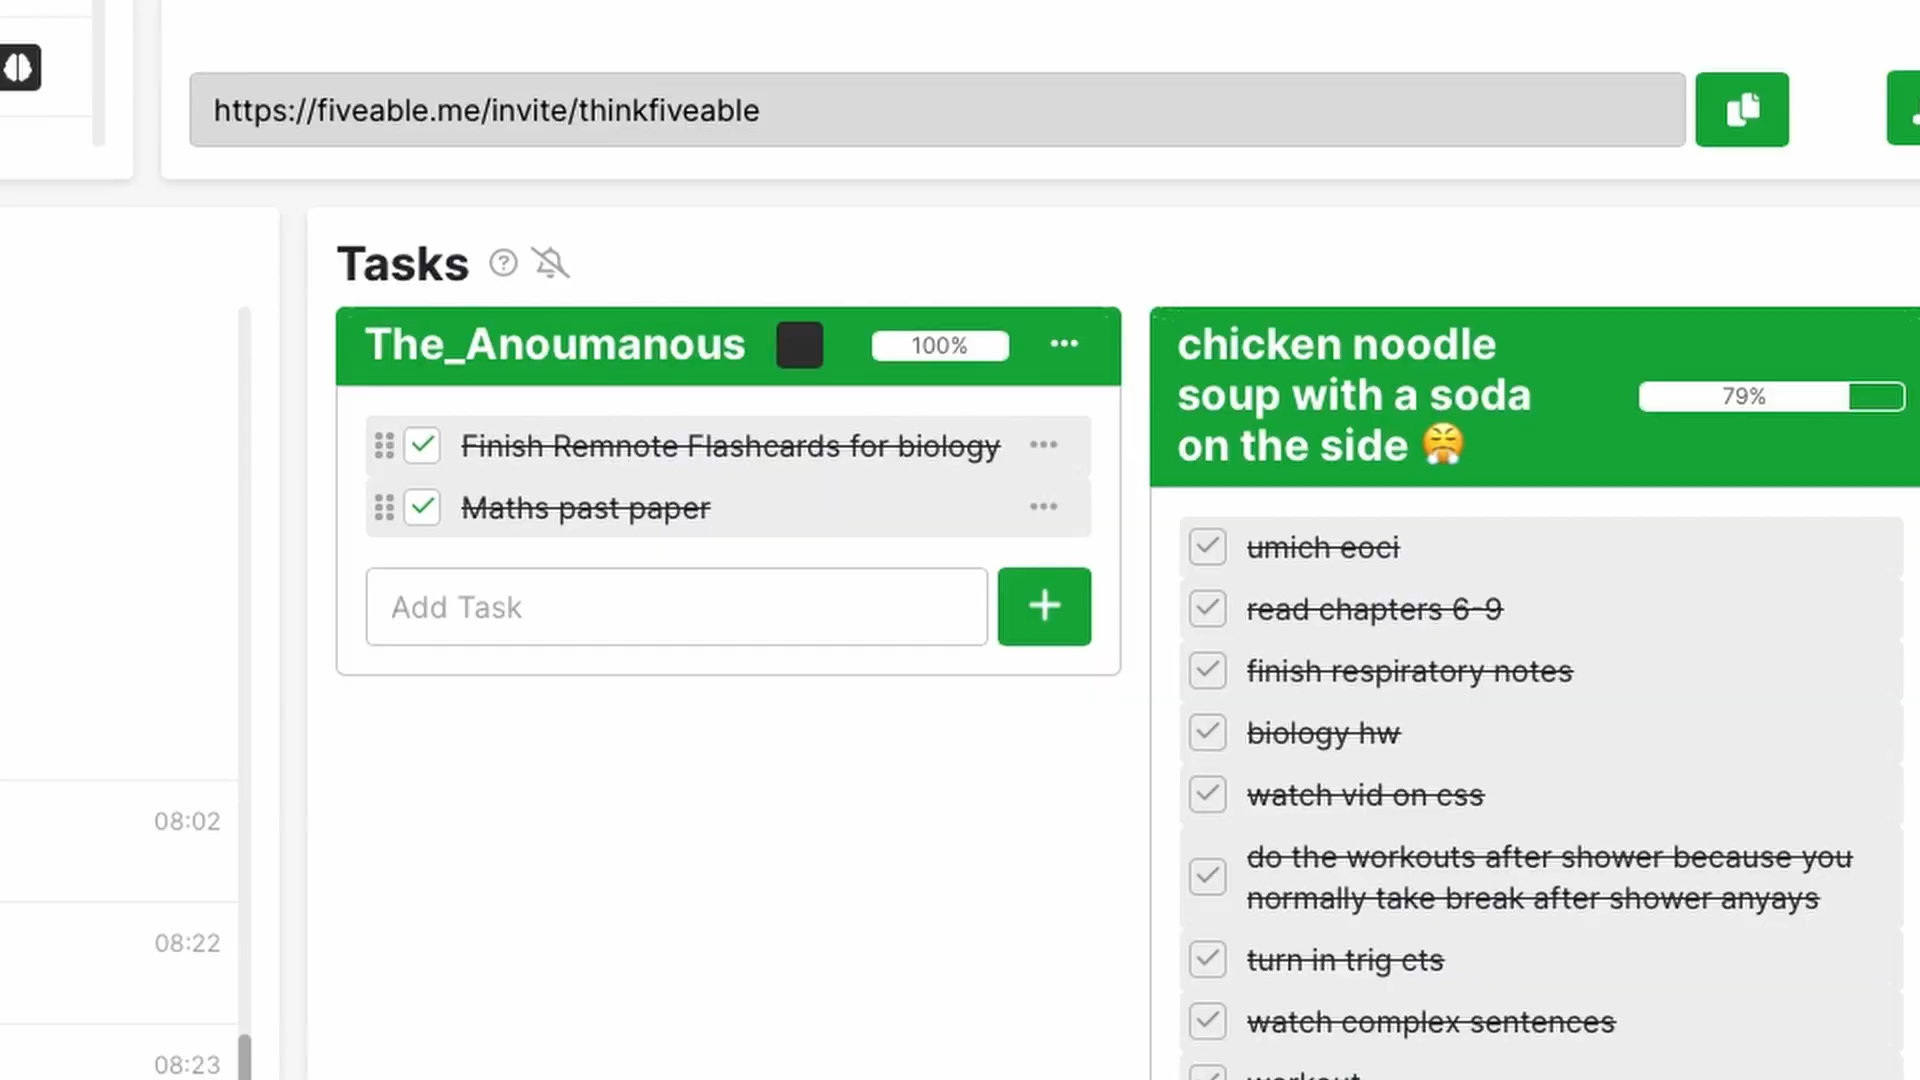 https://fiveable.me/invite/thinkfiveable
Tasks
The_Anoumanous
100%
Finish Remnote Flashcards for biology
Maths past paper
Add Task
chicken noodle
soup with a soda
on the side 😤
79%
umich eoci
read chapters 6-9
finish respiratory notes
biology hw
watch vid on css
do the workouts after shower because you
normally take break after shower anyays
turn in trig cts
watch complex sentences
workout
08:02
08:22
08:23